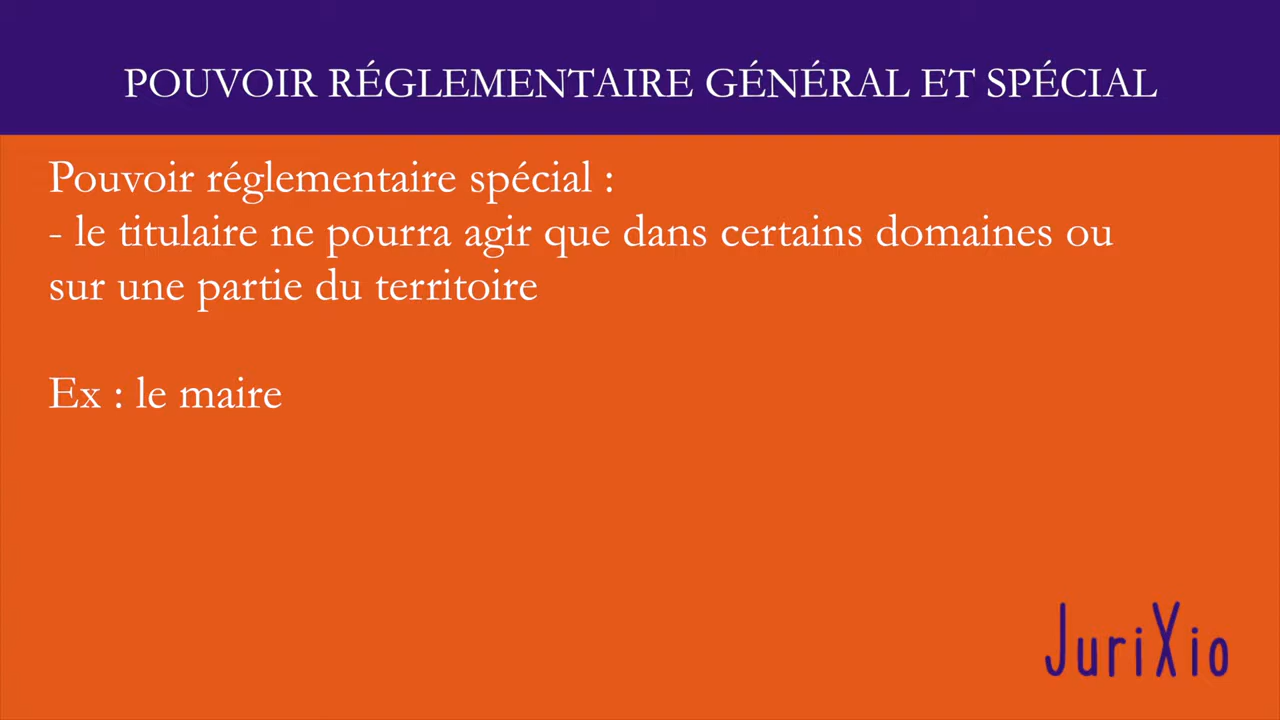 POUVOIR RÉGLEMENTAIRE GÉNÉRAL ET SPÉCIAL
Pouvoir réglementaire spécial :
- le titulaire ne pourra agir que dans certains domaines ou
sur une partie du territoire
Ex : le maire
JuriXio